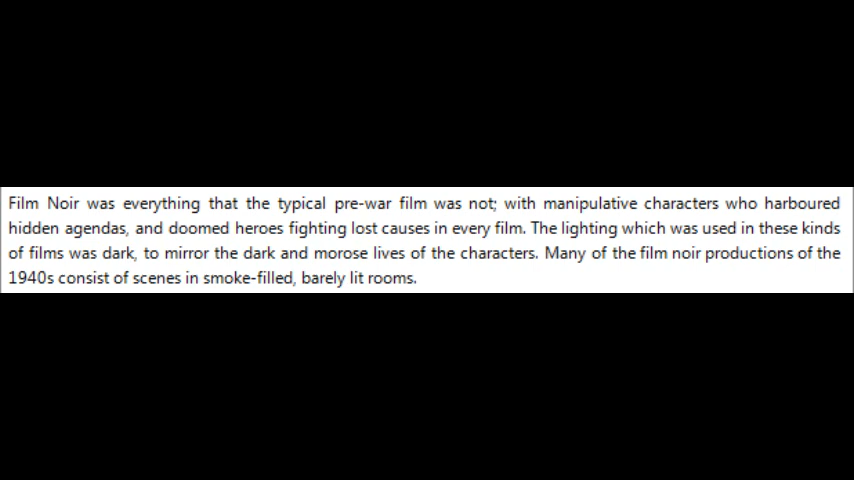 Film Noir was everything that the typical pre-war film was not; with manipulative characters who harboured
hidden agendas, and doomed heroes fighting lost causes in every film. The lighting which was used in these kinds
of films was dark, to mirror the dark and morose lives of the characters. Many of the film noir productions of the
1940s consist of scenes in smoke-filled, barely lit rooms.